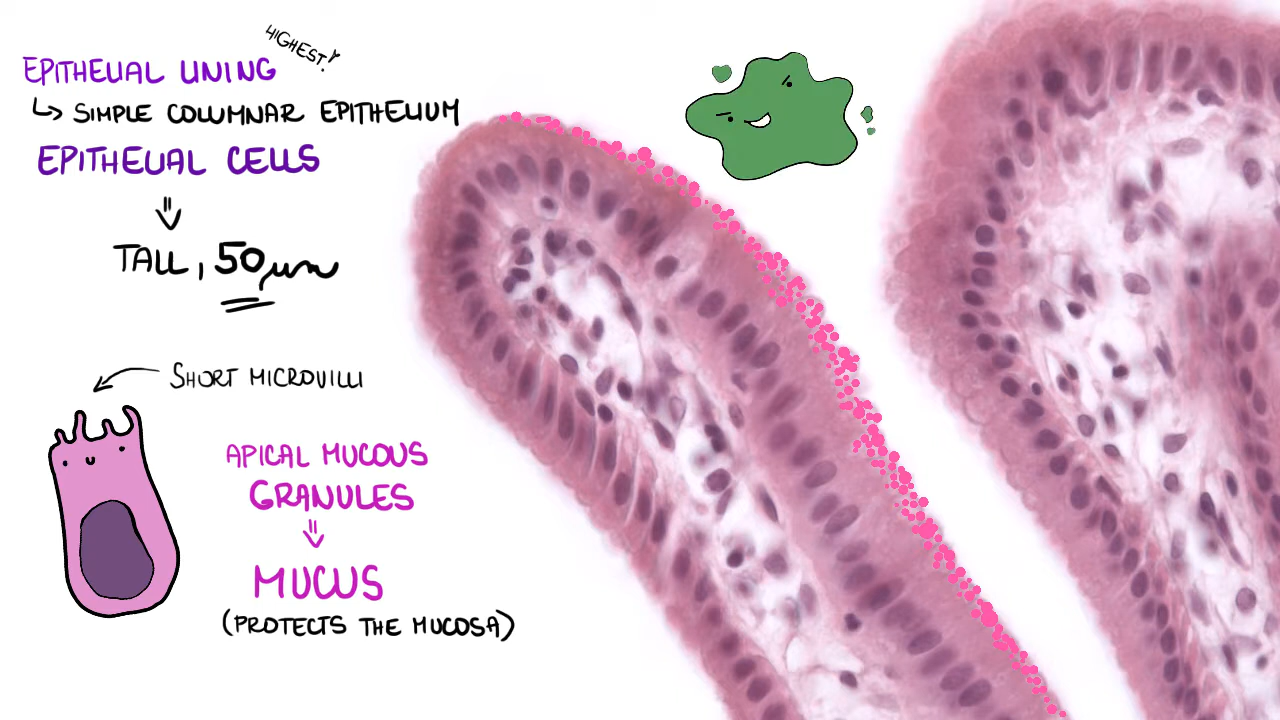 HIGHEST!
EPITHELIAL LINING
↳ SIMPLE COLUMNAR EPITHELIUM
EPITHELIAL CELLS
⇓
TALL, 50μm
SHORT MICROVILLI
APICAL MUCOUS
GRANULES
⇓
MUCUS
(PROTECTS THE MUCOSA)